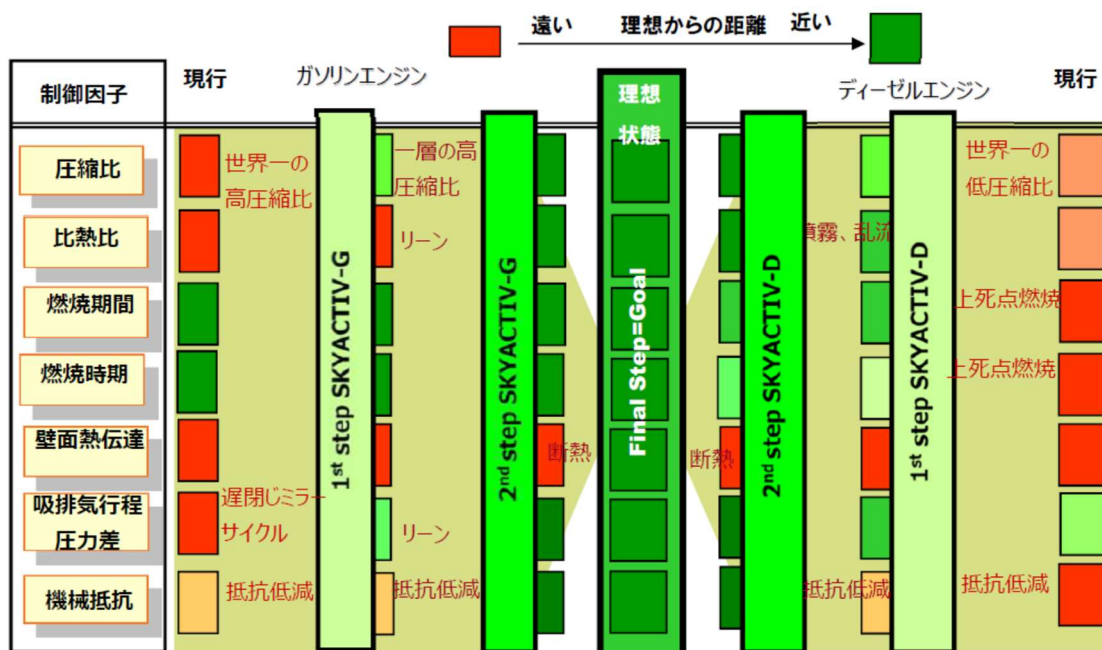 遠い 理想からの距離 近い
制御因子
現行
ガソリンエンジン
理想
状態
ディーゼルエンジン
現行
圧縮比
世界一の
高圧縮比
一層の高
圧縮比
世界一の
低圧縮比
比熱比
リーン
噴霧、乱流
燃焼期間
上死点燃焼
燃焼時期
上死点燃焼
壁面熱伝達
断熱
断熱
吸排気行程
圧力差
遅閉じミラー
サイクル
リーン
機械抵抗
抵抗低減
抵抗低減
抵抗低減
抵抗低減
1st step SKYACTIV-G
2nd step SKYACTIV-G
Final Step=Goal
2nd step SKYACTIV-D
1st step SKYACTIV-D